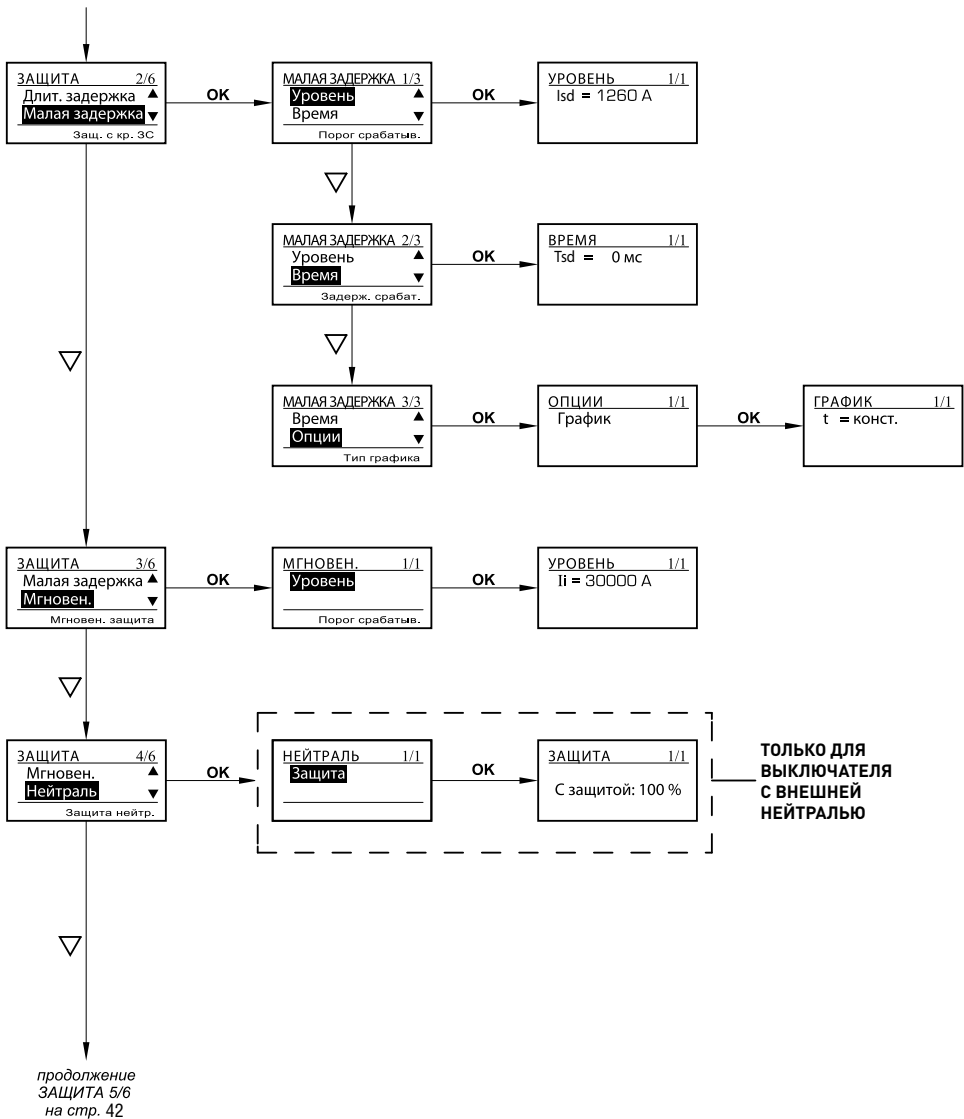 ЗАЩИТА 2/6
Длит. задержка ▲
Малая задержка ▼
Защ. с кр. ЗС
OK
МАЛАЯ ЗАДЕРЖКА 1/3
Уровень ▲
Время ▼
Порог срабатыв.
OK
УРОВЕНЬ 1/1
Isd = 1260 A
МАЛАЯ ЗАДЕРЖКА 2/3
Уровень ▲
Время ▼
Задерж. срабат.
OK
ВРЕМЯ 1/1
Tsd = 0 мс
МАЛАЯ ЗАДЕРЖКА 3/3
Время ▲
Опции ▼
Тип графика
OK
ОПЦИИ 1/1
График
OK
ГРАФИК 1/1
t = конст.
ЗАЩИТА 3/6
Малая задержка ▲
Мгновен. ▼
Мгновен. защита
OK
МГНОВЕН. 1/1
Уровень
Порог срабатыв.
OK
УРОВЕНЬ 1/1
Ii = 30000 A
ЗАЩИТА 4/6
Мгновен. ▲
Нейтраль ▼
Защита нейтр.
OK
НЕЙТРАЛЬ 1/1
Защита
OK
ЗАЩИТА 1/1
С защитой: 100 %
ТОЛЬКО ДЛЯ
ВЫКЛЮЧАТЕЛЯ
С ВНЕШНЕЙ
НЕЙТРАЛЬЮ
продолжение
ЗАЩИТА 5/6
на стр. 42